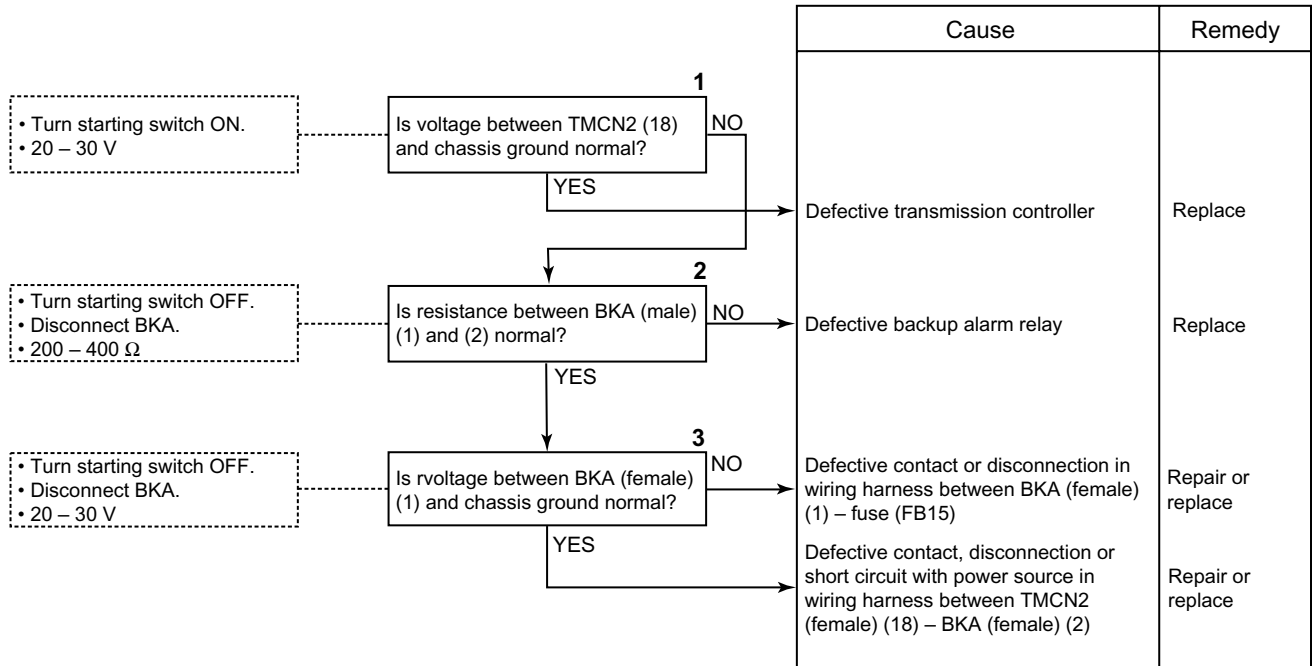 Cause
Remedy
1
• Turn starting switch ON.
• 20 – 30 V
Is voltage between TMCN2 (18)
and chassis ground normal?
NO
YES
Defective transmission controller
Replace
2
• Turn starting switch OFF.
• Disconnect BKA.
• 200 – 400 Ω
Is resistance between BKA (male)
(1) and (2) normal?
NO
Defective backup alarm relay
Replace
YES
3
• Turn starting switch OFF.
• Disconnect BKA.
• 20 – 30 V
Is rvoltage between BKA (female)
(1) and chassis ground normal?
NO
Defective contact or disconnection in
wiring harness between BKA (female)
(1) – fuse (FB15)
Repair or
replace
YES
Defective contact, disconnection or
short circuit with power source in
wiring harness between TMCN2
(female) (18) – BKA (female) (2)
Repair or
replace